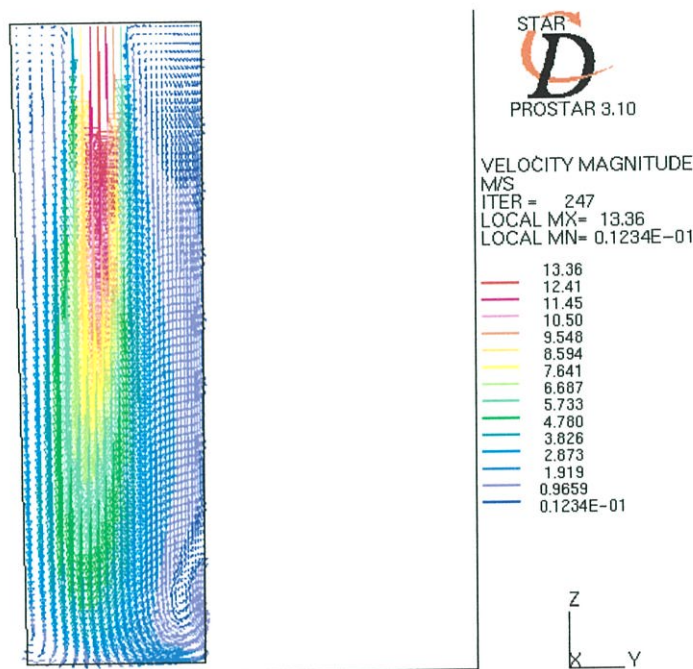 STAR
D
PROSTAR 3.10
VELOCITY MAGNITUDE
M/S
ITER = 247
LOCAL MX= 13.36
LOCAL MN= 0.1234E-01
13.36
12.41
11.45
10.50
9.548
8.594
7.641
6.687
5.733
4.780
3.826
2.873
1.919
0.9659
0.1234E-01
Z
X
Y